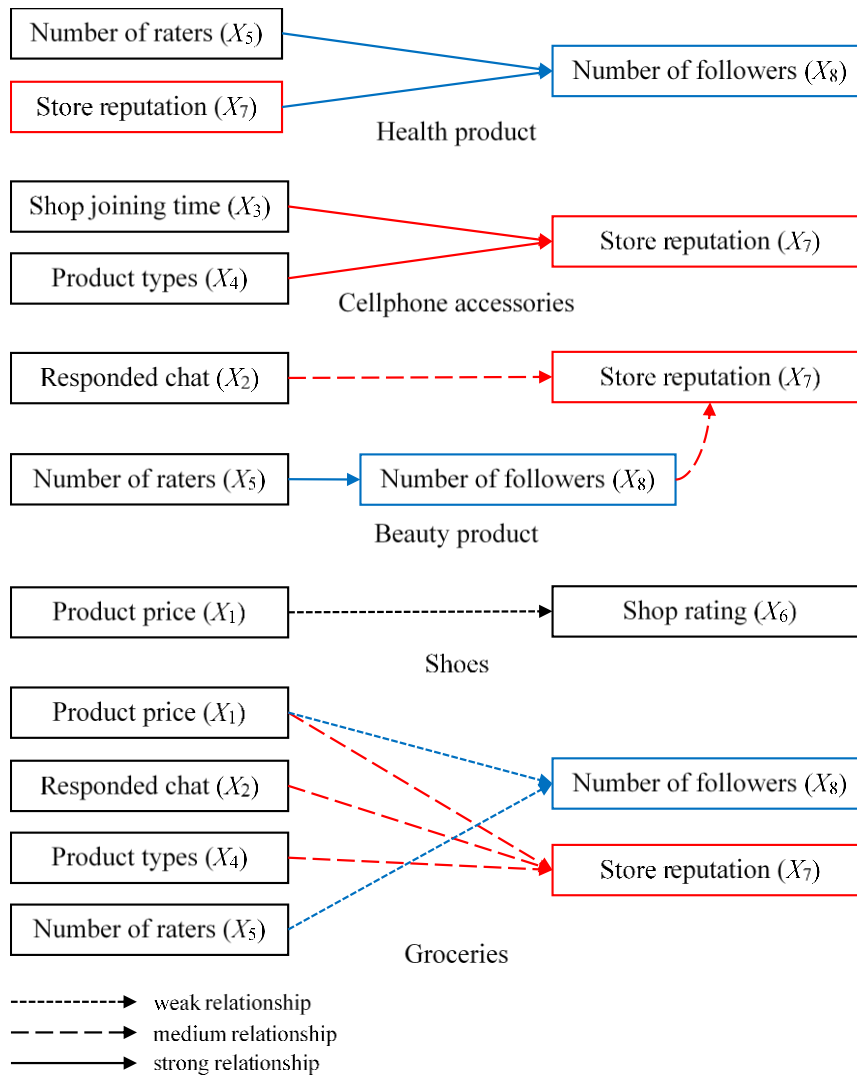 Number of raters (X5)
Number of followers (X8)
Store reputation (X7)
Health product
Shop joining time (X3)
Store reputation (X7)
Product types (X4)
Cellphone accessories
Responded chat (X2)
Store reputation (X7)
Number of raters (X5)
Number of followers (X8)
Beauty product
Product price (X1)
Shop rating (X6)
Shoes
Product price (X1)
Number of followers (X8)
Responded chat (X2)
Product types (X4)
Store reputation (X7)
Number of raters (X5)
Groceries
weak relationship
medium relationship
strong relationship